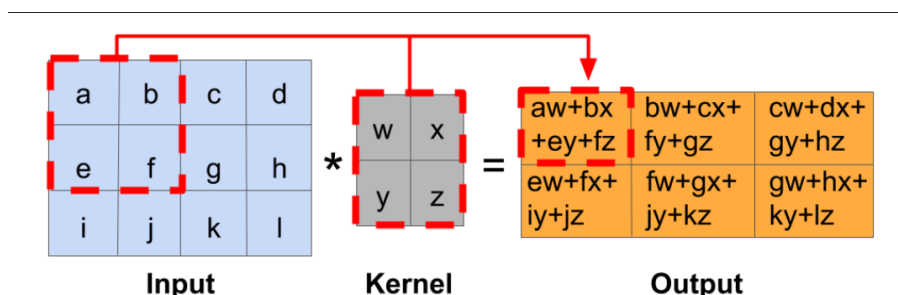 a b c d
e f g h
i j k l
*
w x
y z
=
aw+bx
+ey+fz
bw+cx+
fy+gz
cw+dx+
gy+hz
ew+fx+
iy+jz
fw+gx+
jy+kz
gw+hx+
ky+lz
Input Kernel Output